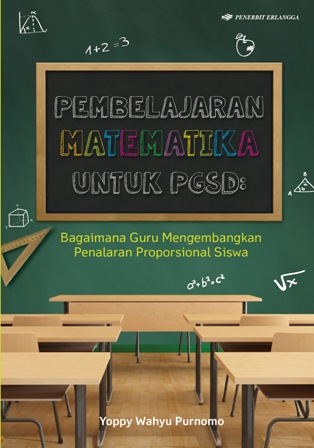 PENERBIT ERLANGGA
1+2=3
PEMBELAJARAN
MATEMATIKA
UNTUK PGSD:
A
Bagaimana Guru Mengembangkan
Penalaran Proporsional Siswa
a²+b²=c²
√x
Yoppy Wahyu Purnomo